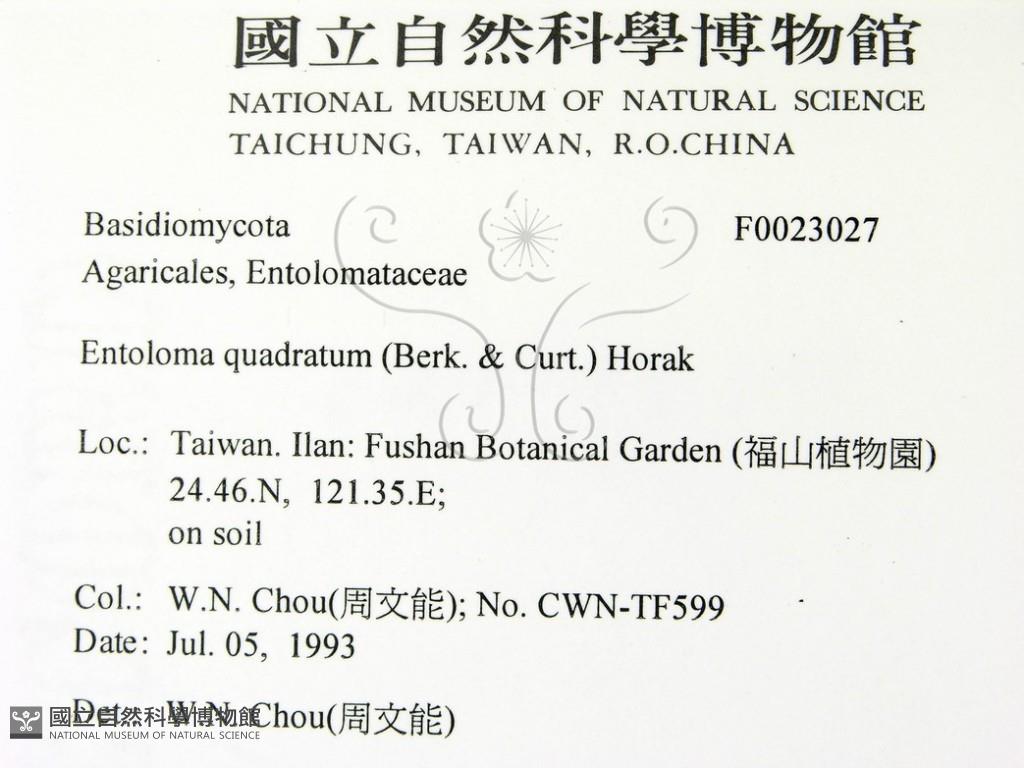 國立自然科學博物館
NATIONAL MUSEUM OF NATURAL SCIENCE
TAICHUNG, TAIWAN, R.O.CHINA
Basidiomycota F0023027
Agaricales, Entolomataceae
Entoloma quadratum (Berk. & Curt.) Horak
Loc.: Taiwan. Ilan: Fushan Botanical Garden (福山植物園)
24.46.N, 121.35.E;
on soil
Col.: W.N. Chou(周文能); No. CWN-TF599
Date: Jul. 05, 1993
Det.: W.N. Chou(周文能)
國立自然科學博物館
NATIONAL MUSEUM OF NATURAL SCIENCE